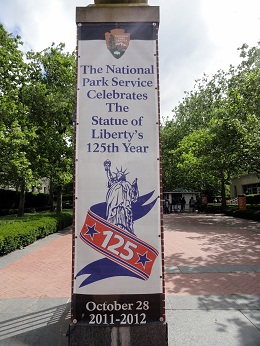 The National
Park Service
Celebrates
The
Statue of
Liberty's
125th Year
125
October 28
2011-2012